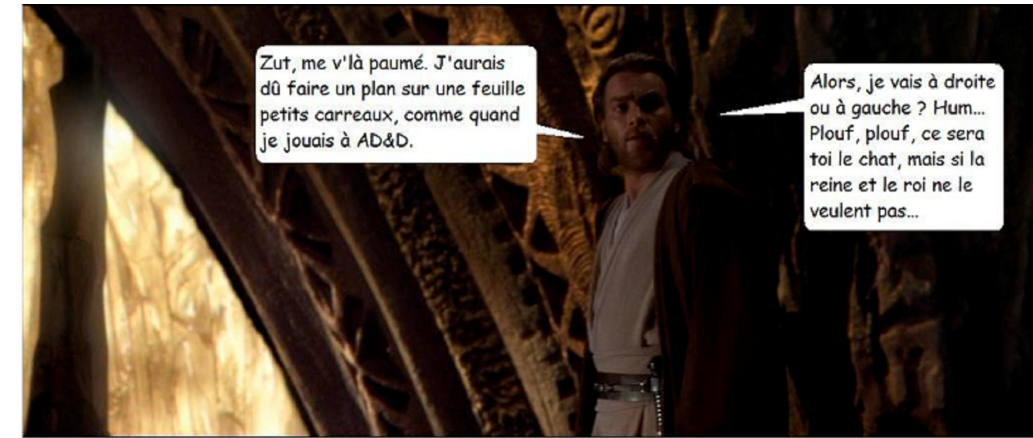 Zut, me v'là paumé. J'aurais
dû faire un plan sur une feuille
petits carreaux, comme quand
je jouais à AD&D.
Alors, je vais à droite
ou à gauche ? Hum...
Plouf, plouf, ce sera
toi le chat, mais si la
reine et le roi ne le
veulent pas...